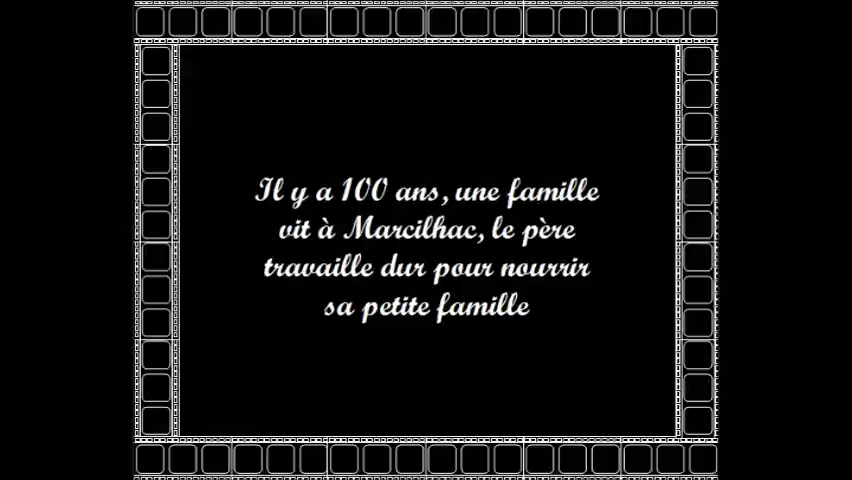 Il y a 100 ans, une famille
vit à Marcilhac, le père
travaille dur pour nourrir
sa petite famille